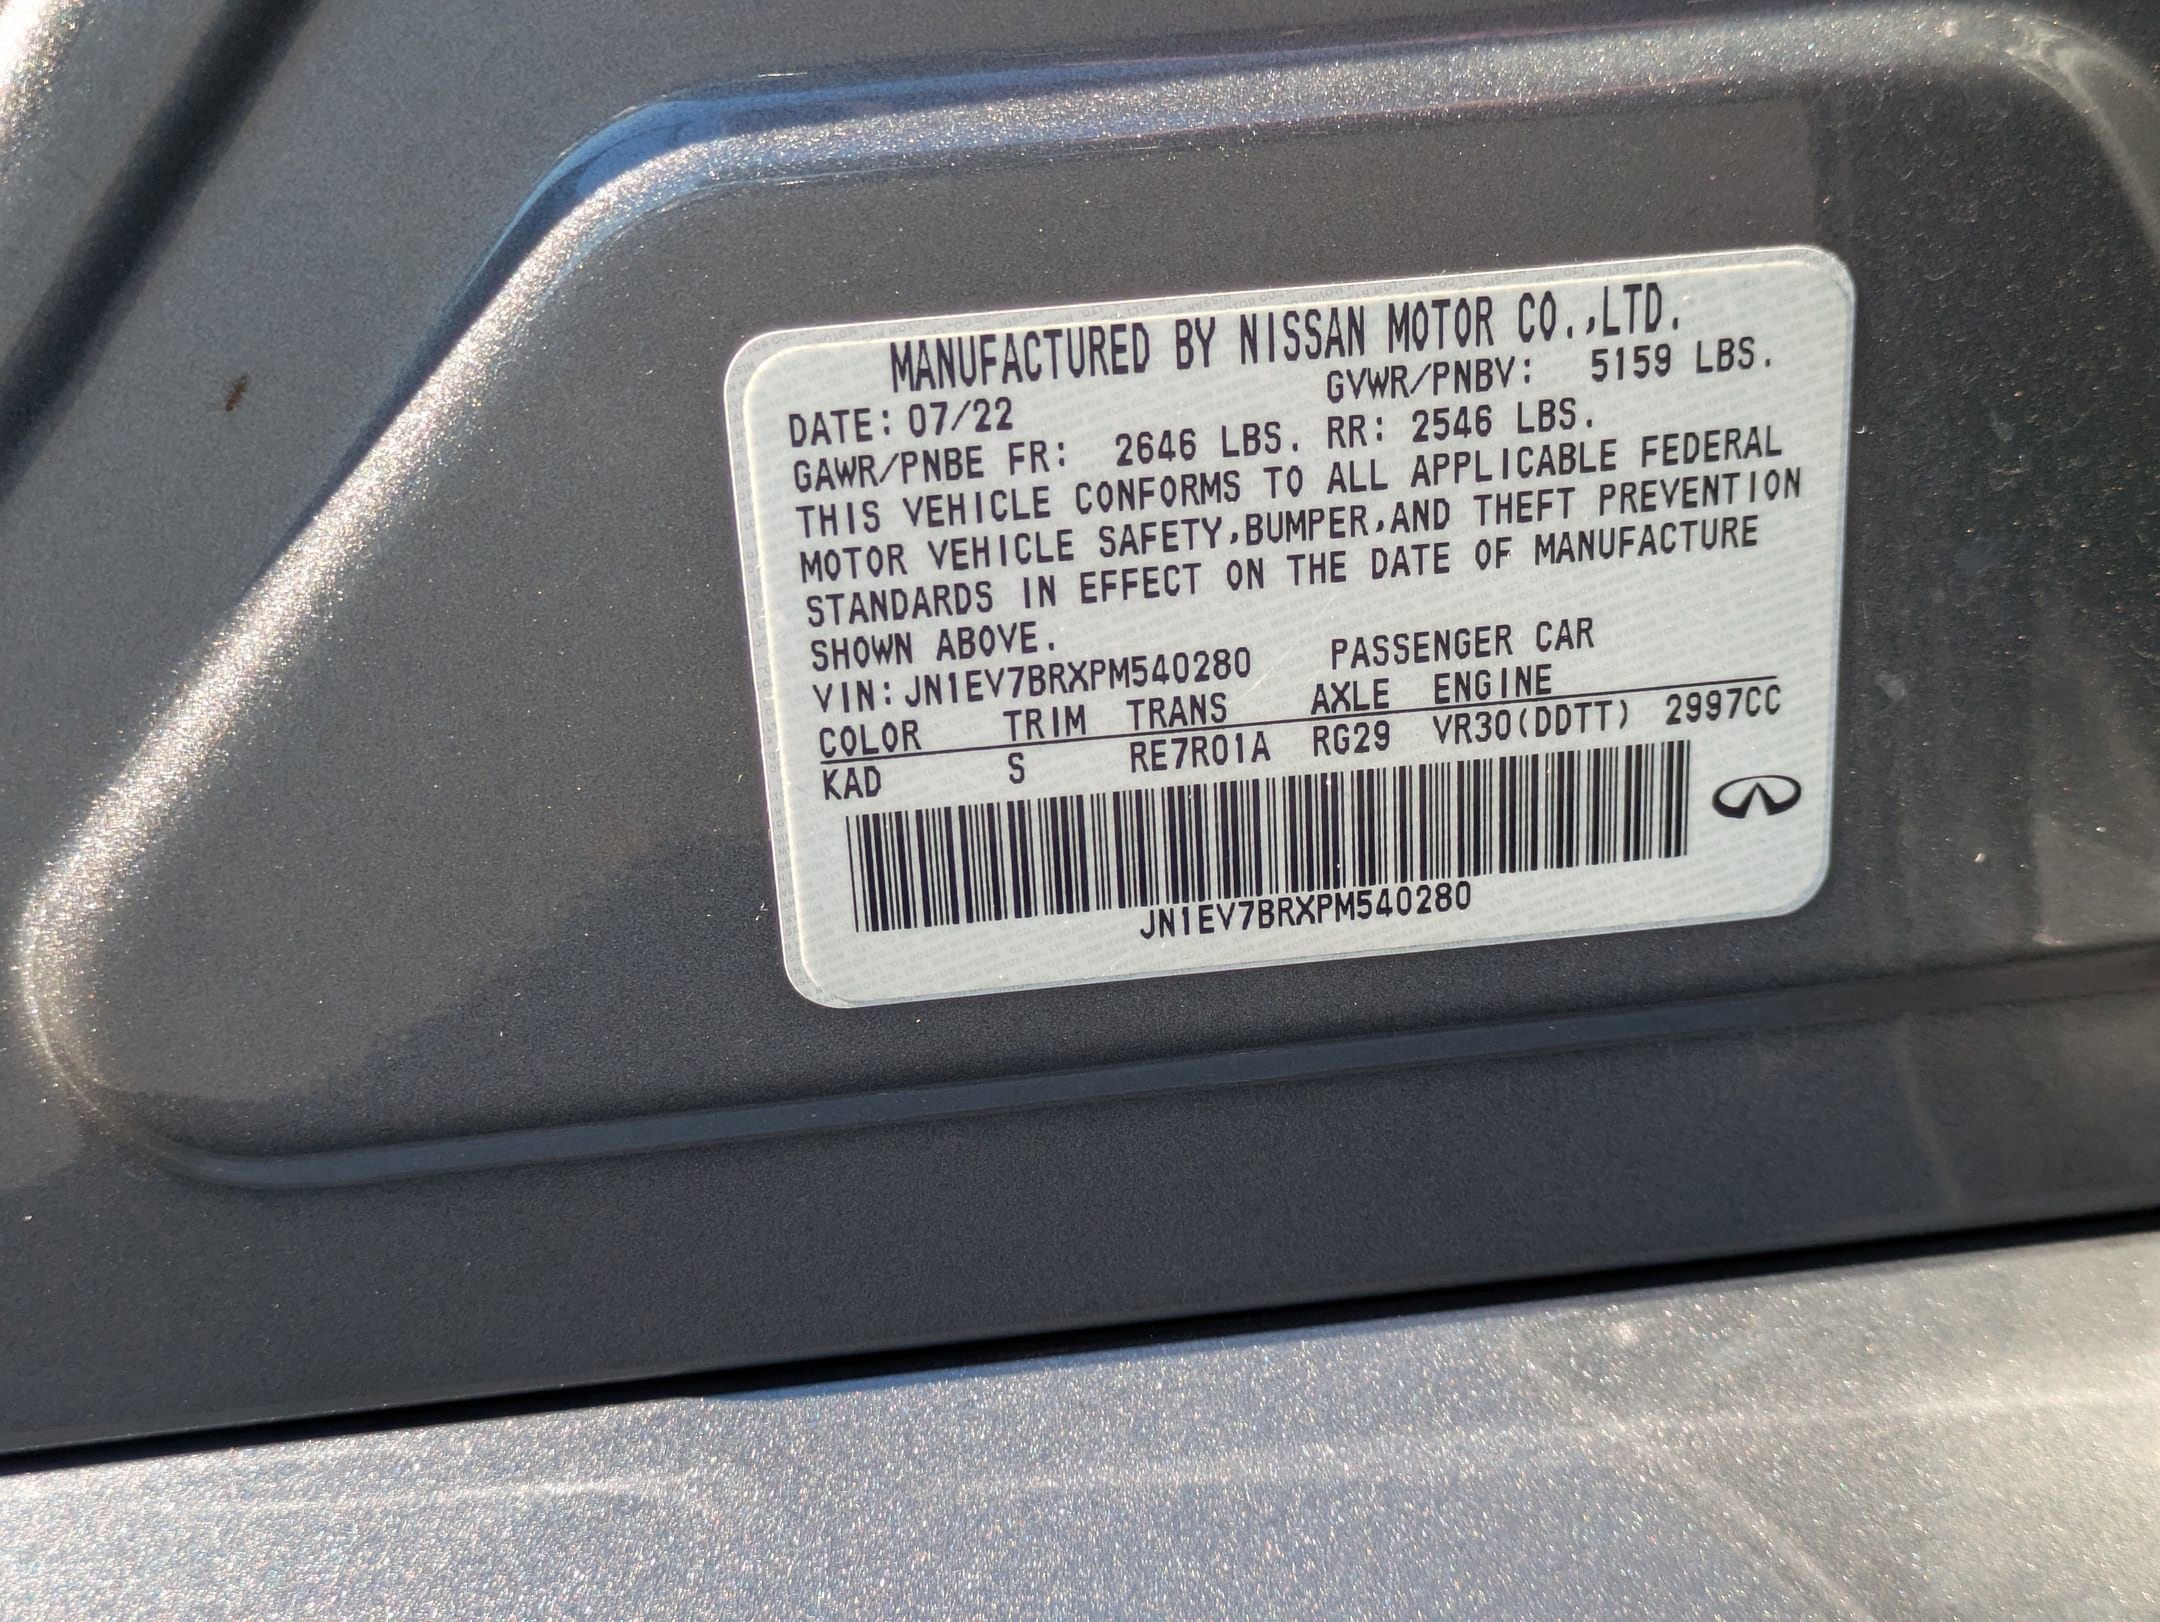 MANUFACTURED BY NISSAN MOTOR CO.,LTD.
DATE: 07/22 GVWR/PNBV: 5159 LBS.
GAWR/PNBE FR: 2646 LBS. RR: 2546 LBS.
THIS VEHICLE CONFORMS TO ALL APPLICABLE FEDERAL
MOTOR VEHICLE SAFETY,BUMPER,AND THEFT PREVENTION
STANDARDS IN EFFECT ON THE DATE OF MANUFACTURE
SHOWN ABOVE.
VIN: JN1EV7BRXPM540280 PASSENGER CAR
COLOR TRIM TRANS AXLE ENGINE
KAD S RE7R01A RG29 VR30(DDTT) 2997CC
JN1EV7BRXPM540280